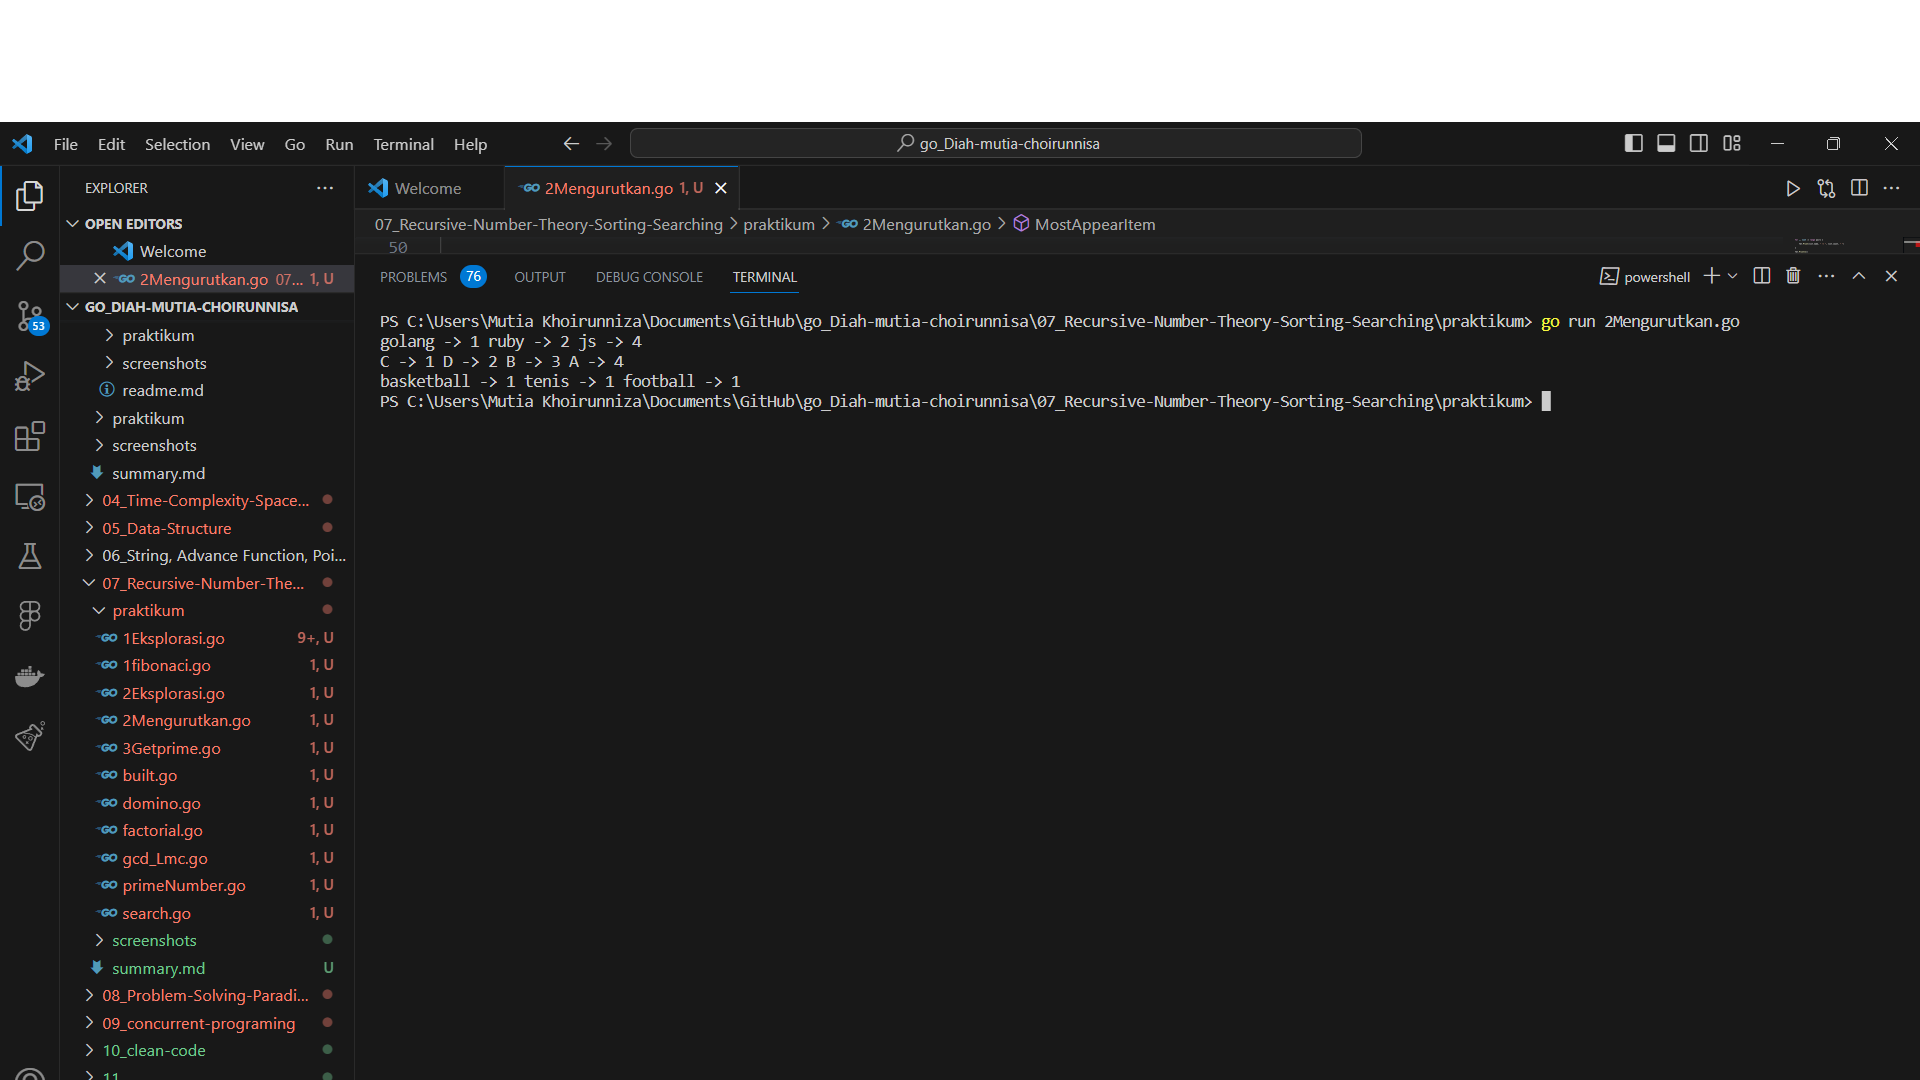 File Edit Selection View Go Run Terminal Help
go_Diah-mutia-choirunnisa
EXPLORER
OPEN EDITORS
Welcome
2Mengurutkan.go 07... 1, U
GO_DIAH-MUTIA-CHOIRUNNISA
praktikum
screenshots
readme.md
praktikum
screenshots
summary.md
04_Time-Complexity-Space...
05_Data-Structure
06_String, Advance Function, Poi...
07_Recursive-Number-The...
praktikum
1Eksplorasi.go 9+, U
1fibonaci.go 1, U
2Eksplorasi.go 1, U
2Mengurutkan.go 1, U
3Getprime.go 1, U
built.go 1, U
domino.go 1, U
factorial.go 1, U
gcd_Lmc.go 1, U
primeNumber.go 1, U
search.go 1, U
screenshots
summary.md U
08_Problem-Solving-Paradi...
09_concurrent-programing
10_clean-code
11
53
Welcome
2Mengurutkan.go 1, U
07_Recursive-Number-Theory-Sorting-Searching > praktikum > 2Mengurutkan.go > MostAppearItem
50
PROBLEMS 76 OUTPUT DEBUG CONSOLE TERMINAL
powershell
PS C:\Users\Mutia Khoirunniza\Documents\GitHub\go_Diah-mutia-choirunnisa\07_Recursive-Number-Theory-Sorting-Searching\praktikum> go run 2Mengurutkan.go
golang -> 1 ruby -> 2 js -> 4
C -> 1 D -> 2 B -> 3 A -> 4
basketball -> 1 tenis -> 1 football -> 1
PS C:\Users\Mutia Khoirunniza\Documents\GitHub\go_Diah-mutia-choirunnisa\07_Recursive-Number-Theory-Sorting-Searching\praktikum>